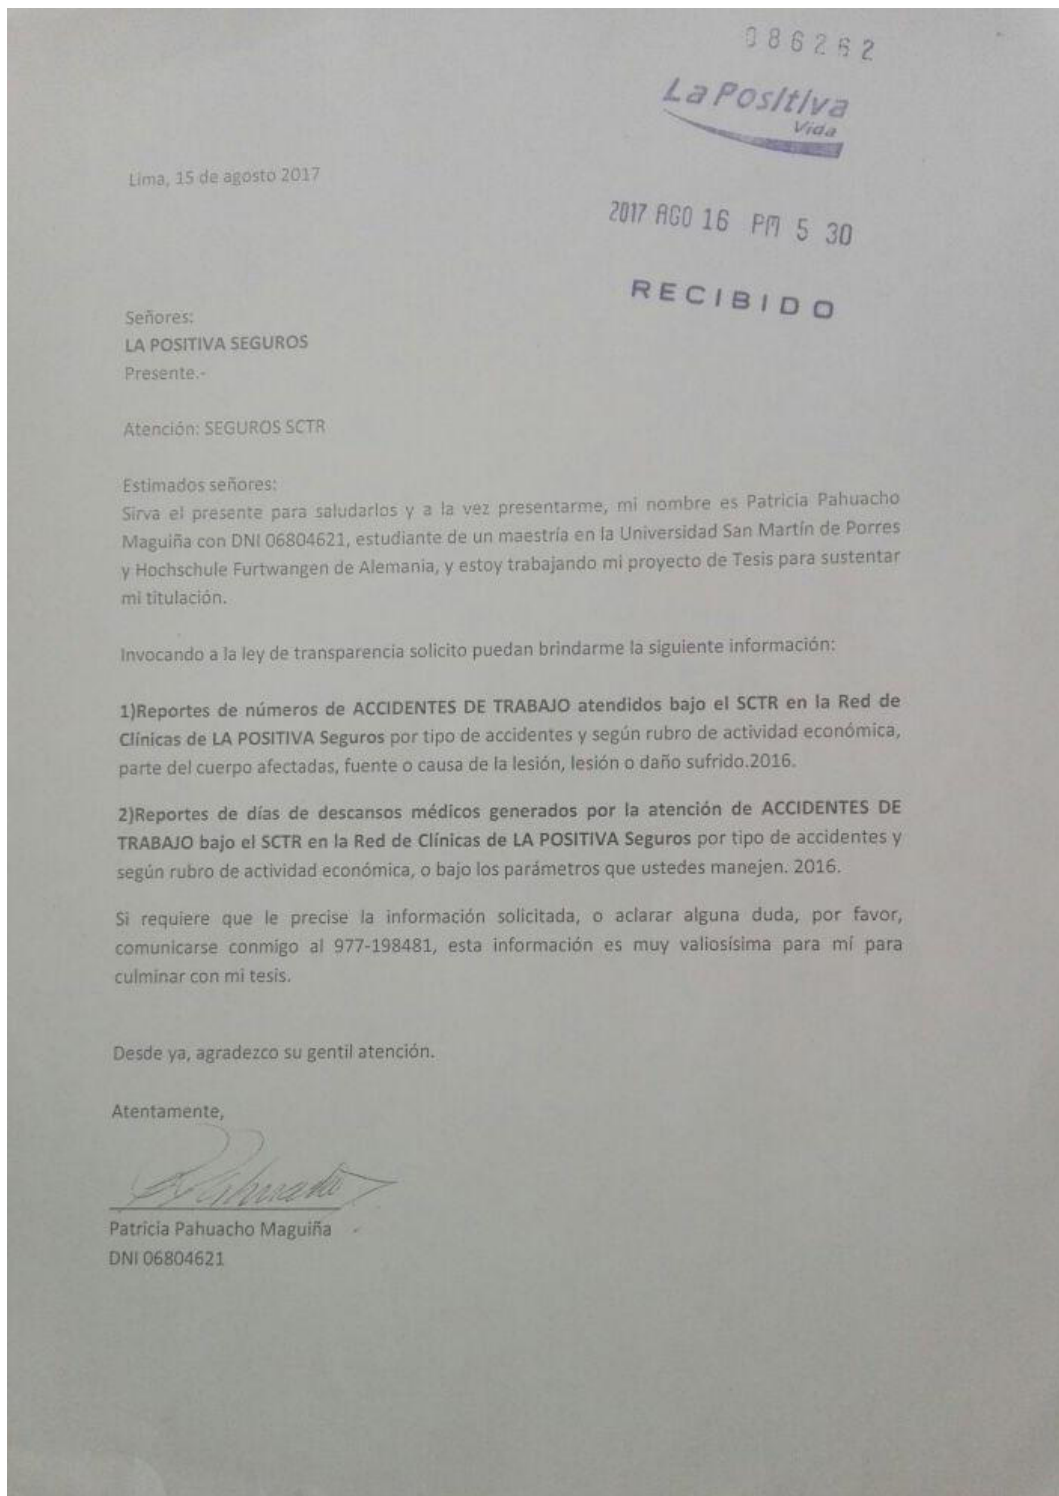 086262
La Positiva
Vida
Lima, 15 de agosto 2017
2017 AGO 16 PM 5 30
RECIBIDO
Señores:
LA POSITIVA SEGUROS
Presente.-
Atención: SEGUROS SCTR
Estimados señores:
Sirva el presente para saludarlos y a la vez presentarme, mi nombre es Patricia Pahuacho
Maguiña con DNI 06804621, estudiante de un maestría en la Universidad San Martín de Porres
y Hochschule Furtwangen de Alemania, y estoy trabajando mi proyecto de Tesis para sustentar
mi titulación.
Invocando a la ley de transparencia solicito puedan brindarme la siguiente información:
1)Reportes de números de ACCIDENTES DE TRABAJO atendidos bajo el SCTR en la Red de
Clínicas de LA POSITIVA Seguros por tipo de accidentes y según rubro de actividad económica,
parte del cuerpo afectadas, fuente o causa de la lesión, lesión o daño sufrido.2016.
2)Reportes de días de descansos médicos generados por la atención de ACCIDENTES DE
TRABAJO bajo el SCTR en la Red de Clínicas de LA POSITIVA Seguros por tipo de accidentes y
según rubro de actividad económica, o bajo los parámetros que ustedes manejen. 2016.
Si requiere que le precise la información solicitada, o aclarar alguna duda, por favor,
comunicarse conmigo al 977-198481, esta información es muy valiosísima para mí para
culminar con mi tesis.
Desde ya, agradezco su gentil atención.
Atentamente,
Patricia Pahuacho Maguiña
DNI 06804621